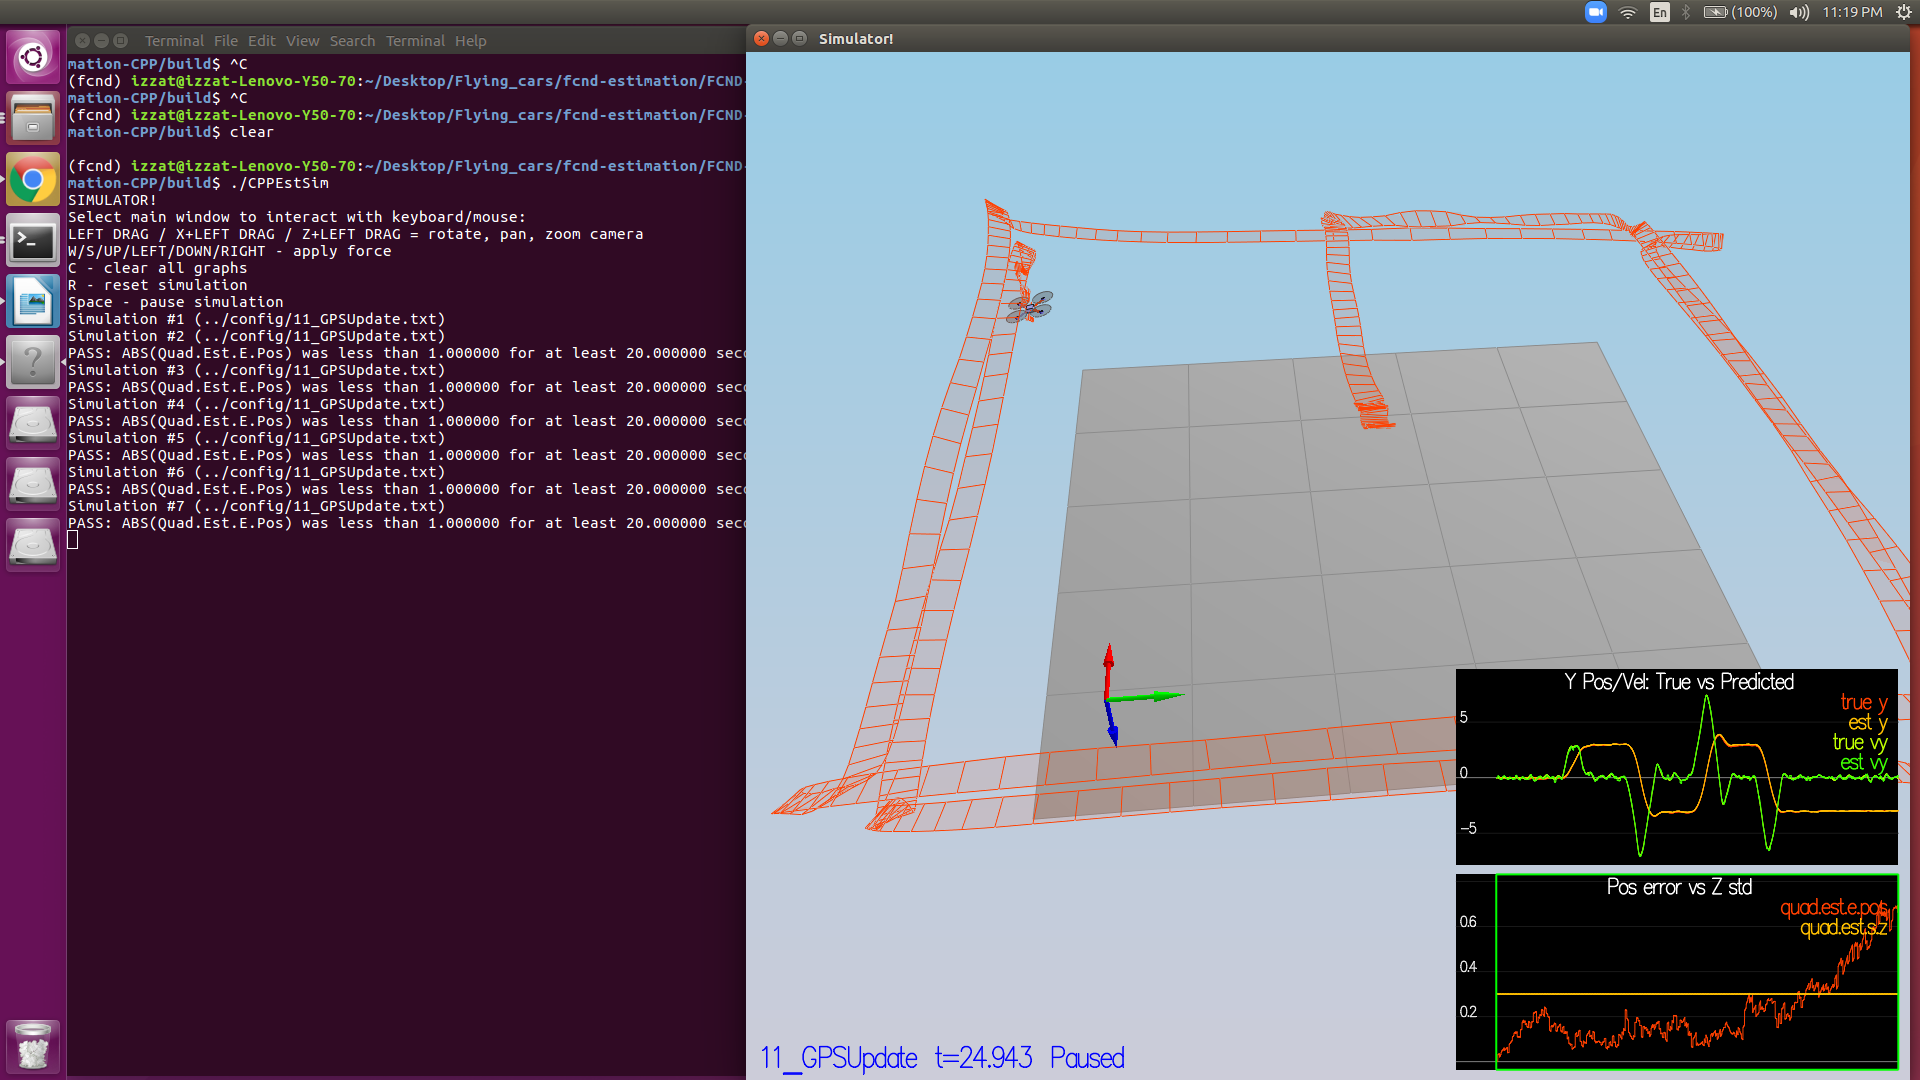 En
(100%)
11:19 PM
Terminal File Edit View Search Terminal Help
mation-CPP/build$ ^C
(fcnd) izzat@izzat-Lenovo-Y50-70:~/Desktop/Flying_cars/fcnd-estimation/FCND-
mation-CPP/build$ ^C
(fcnd) izzat@izzat-Lenovo-Y50-70:~/Desktop/Flying_cars/fcnd-estimation/FCND-
mation-CPP/build$ clear
(fcnd) izzat@izzat-Lenovo-Y50-70:~/Desktop/Flying_cars/fcnd-estimation/FCND-
mation-CPP/build$ ./CPPEstSim
SIMULATOR!
Select main window to interact with keyboard/mouse:
LEFT DRAG / X+LEFT DRAG / Z+LEFT DRAG = rotate, pan, zoom camera
W/S/UP/LEFT/DOWN/RIGHT - apply force
C - clear all graphs
R - reset simulation
Space - pause simulation
Simulation #1 (../config/11_GPSUpdate.txt)
Simulation #2 (../config/11_GPSUpdate.txt)
PASS: ABS(Quad.Est.E.Pos) was less than 1.000000 for at least 20.000000 seco
Simulation #3 (../config/11_GPSUpdate.txt)
PASS: ABS(Quad.Est.E.Pos) was less than 1.000000 for at least 20.000000 seco
Simulation #4 (../config/11_GPSUpdate.txt)
PASS: ABS(Quad.Est.E.Pos) was less than 1.000000 for at least 20.000000 seco
Simulation #5 (../config/11_GPSUpdate.txt)
PASS: ABS(Quad.Est.E.Pos) was less than 1.000000 for at least 20.000000 seco
Simulation #6 (../config/11_GPSUpdate.txt)
PASS: ABS(Quad.Est.E.Pos) was less than 1.000000 for at least 20.000000 seco
Simulation #7 (../config/11_GPSUpdate.txt)
PASS: ABS(Quad.Est.E.Pos) was less than 1.000000 for at least 20.000000 seco
Simulator!
Y Pos/Vel: True vs Predicted
true y
est y
true vy
est vy
5
0
-5
Pos error vs Z std
quad.est.e.pos
quad.est.s.z
0.6
0.4
0.2
11_GPSUpdate t=24.943 Paused